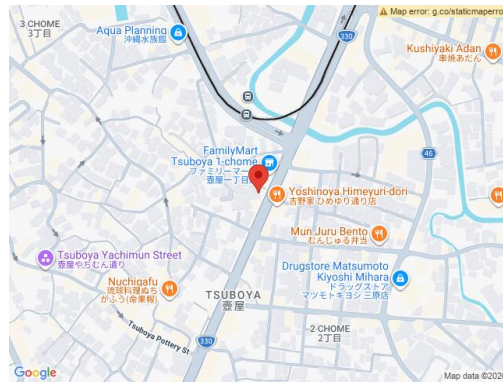 3 CHOME
3丁目
Aqua Planning
沖縄水族館
330
Map error: g.co/staticmaperro
Kushiyaki Adan
串焼あだん
FamilyMart
Tsuboya 1-chome
ファミリーマート
壺屋一丁目
46
Yoshinoya Himeyuri-dori
吉野家 ひめゆり通り店
Mun Juru Bento
むんじゅる弁当
Tsuboya Yachimun Street
壺屋やちむん通り
Nuchigafu
琉球料理ぬち
がふう(命果報)
Drugstore Matsumoto
Kiyoshi Mihara
ドラッグストア
マツモトキヨシ 三原店
TSUBOYA
壺屋
Tsuboya Pottery St
330
2 CHOME
2丁目
Google
Map data ©202